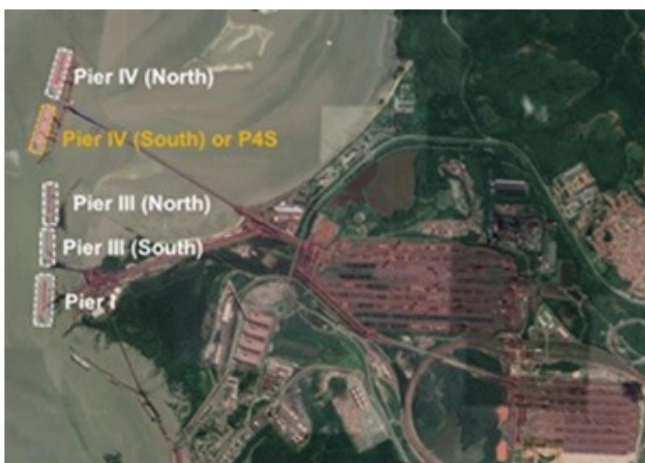 Pier IV (North)
Pier IV (South) or P4S
Pier III (North)
Pier III (South)
Pier I